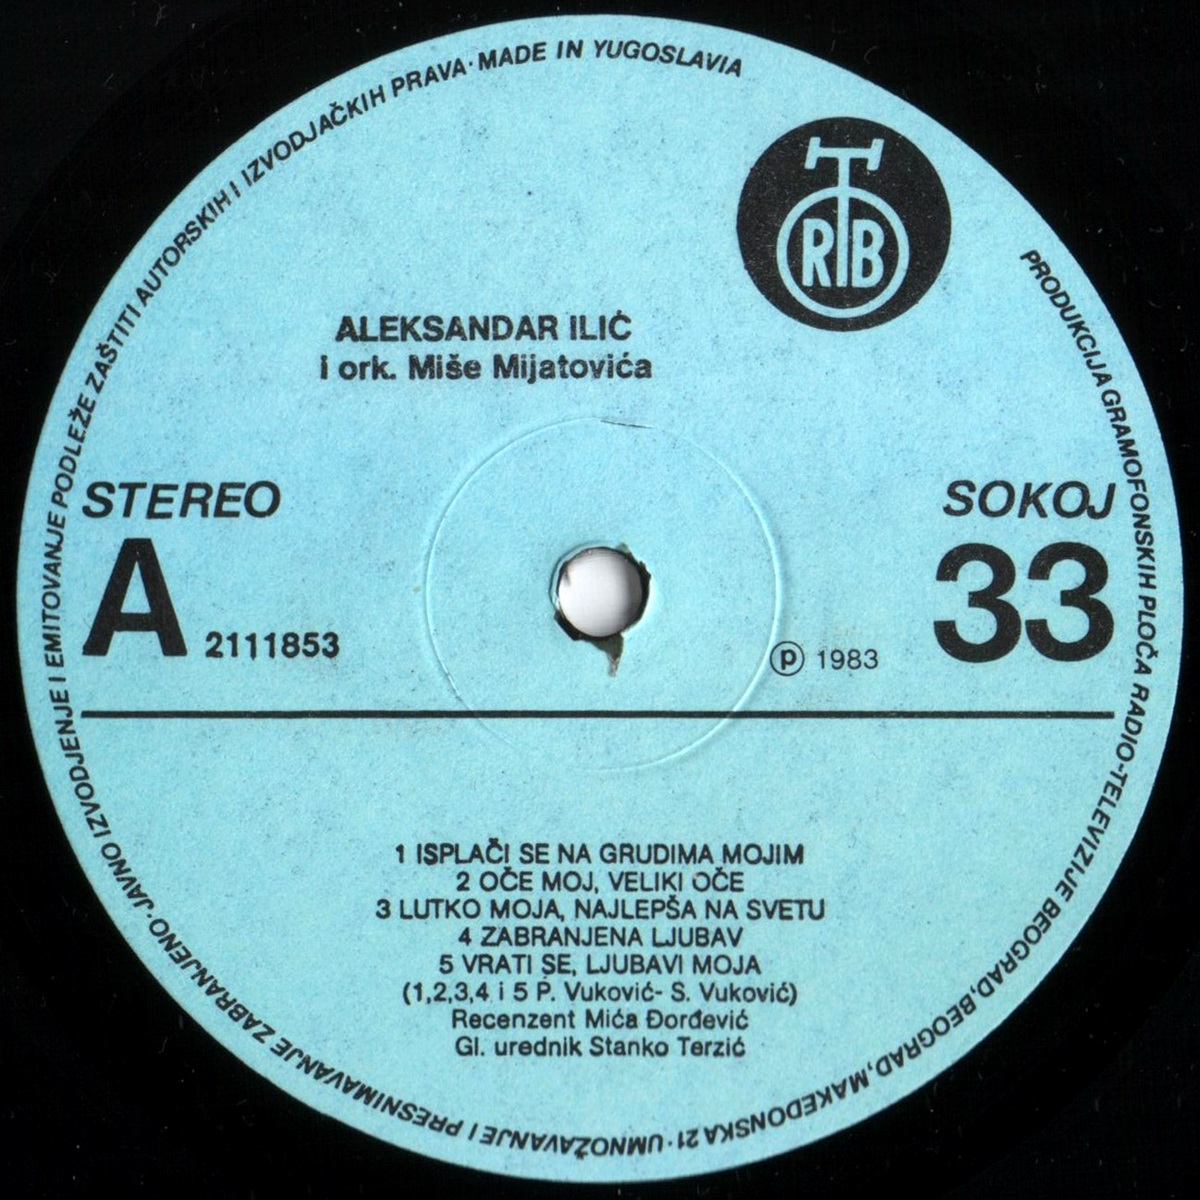 PRODUKCIJA GRAMOFONSKIH PLOČA RADIO-TELEVIZIJE BEOGRAD, BEOGRAD, MAKEDONSKA 21 · UMNOŽAVANJE I PRESNIMAVANJE ZABRANJENO · JAVNO IZVODJENJE I EMITOVANJE PODLEŽE ZAŠTITI AUTORSKIH I IZVODJAČKIH PRAVA · MADE IN YUGOSLAVIA
RTB
ALEKSANDAR ILIĆ
i ork. Miše Mijatovića
STEREO
SOKOJ
A 2111853
33
℗ 1983
1 ISPLAČI SE NA GRUDIMA MOJIM
2 OČE MOJ, VELIKI OČE
3 LUTKO MOJA, NAJLEPŠA NA SVETU
4 ZABRANJENA LJUBAV
5 VRATI SE, LJUBAVI MOJA
(1,2,3,4 i 5 P. Vuković- S. Vuković)
Recenzent Mića Đorđević
Gl. urednik Stanko Terzić